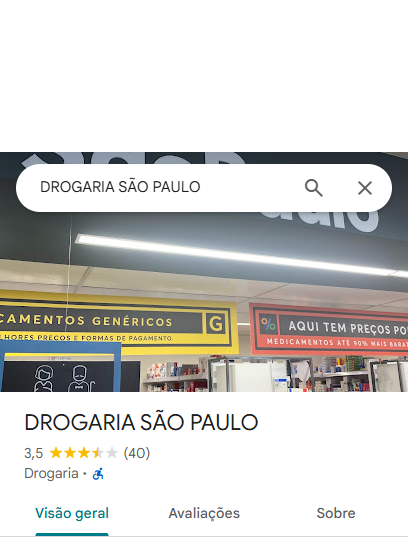 DROGARIA SÃO PAULO
CAMENTOS GENÉRICOS
G
LHORES PREÇOS E FORMAS DE PAGAMENTO.
%
AQUI TEM PREÇOS PO
MEDICAMENTOS ATÉ 90% MAIS BARAT
DROGARIA SÃO PAULO
3,5 (40)
Drogaria ·
Visão geral Avaliações Sobre